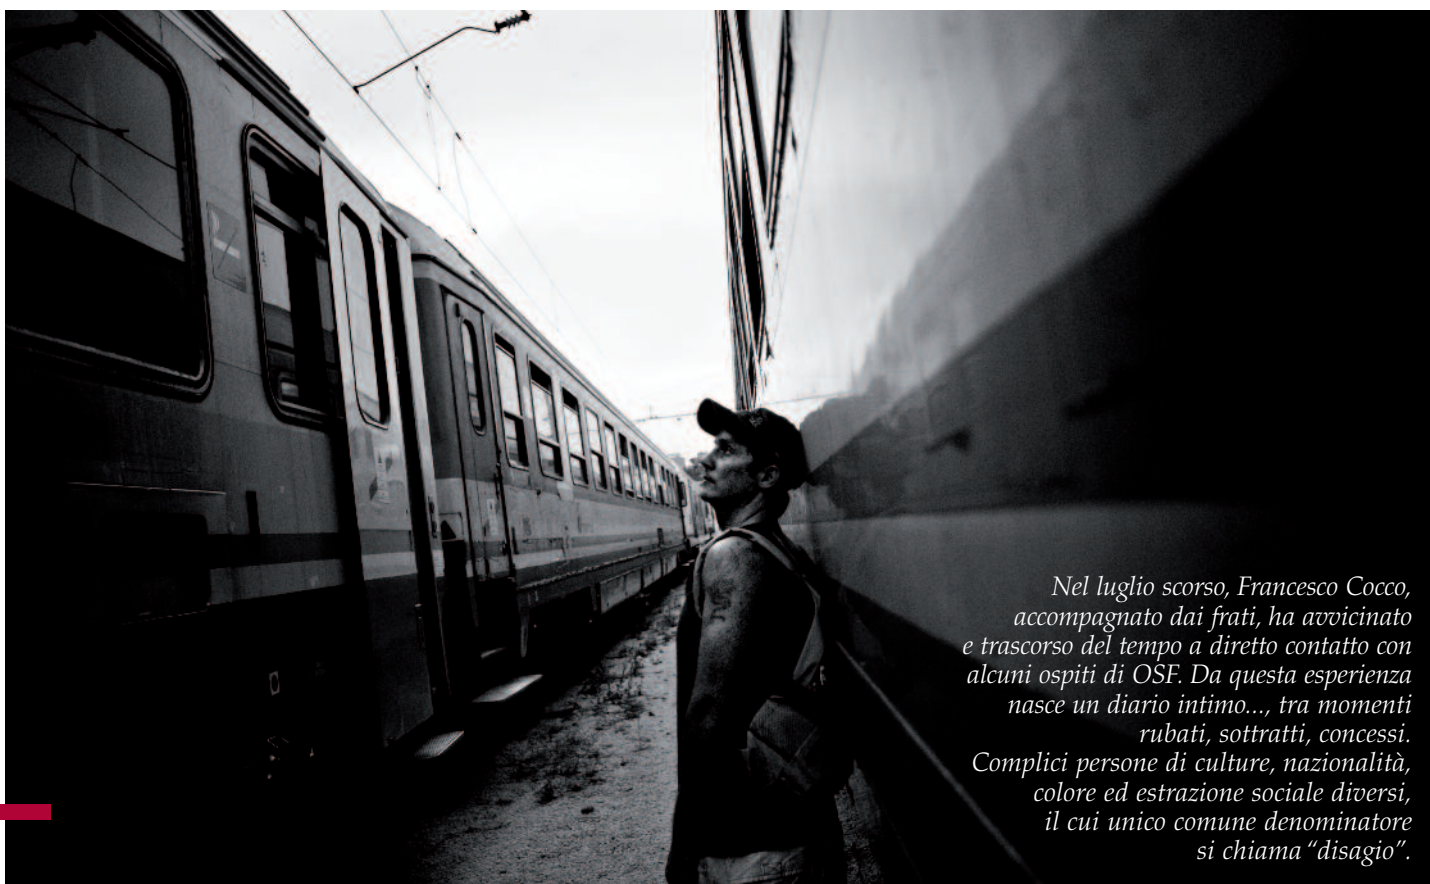 Nel luglio scorso, Francesco Cocco,
accompagnato dai frati, ha avvicinato
e trascorso del tempo a diretto contatto con
alcuni ospiti di OSF. Da questa esperienza
nasce un diario intimo..., tra momenti
rubati, sottratti, concessi.
Complici persone di culture, nazionalità,
colore ed estrazione sociale diversi,
il cui unico comune denominatore
si chiama “disagio”.